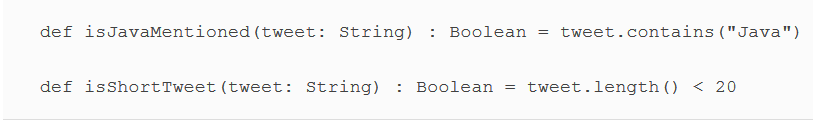 def isJavaMentioned(tweet: String) : Boolean = tweet.contains("Java")
def isShortTweet(tweet: String) : Boolean = tweet.length() < 20